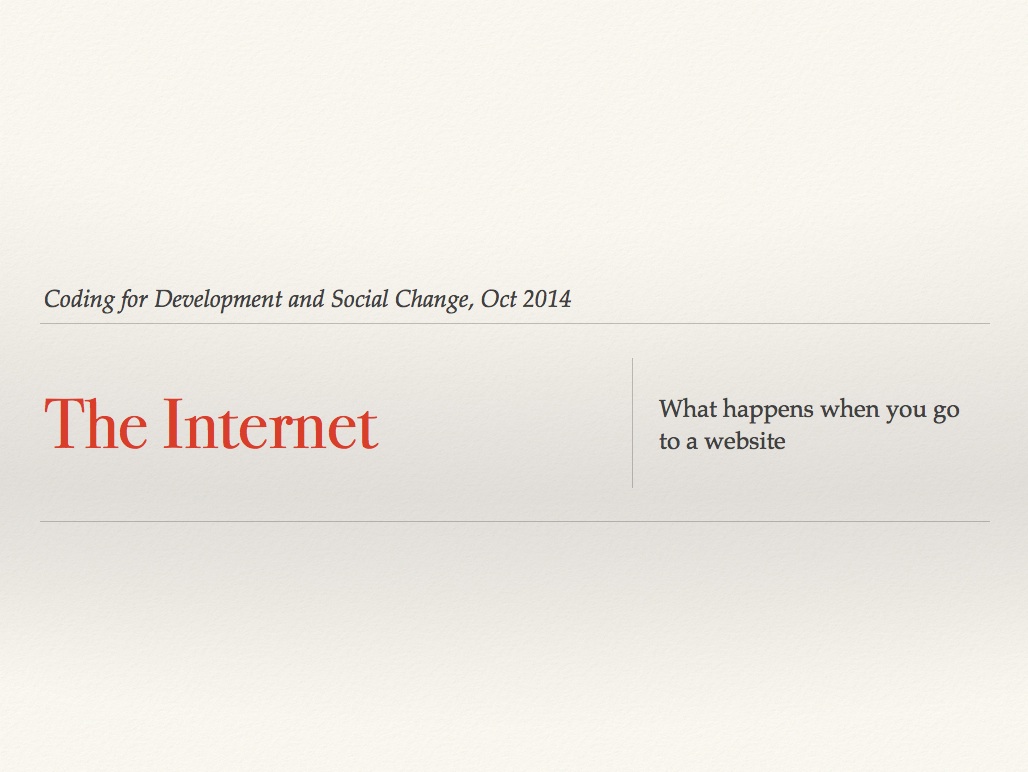 Coding for Development and Social Change, Oct 2014
The Internet
What happens when you go
to a website